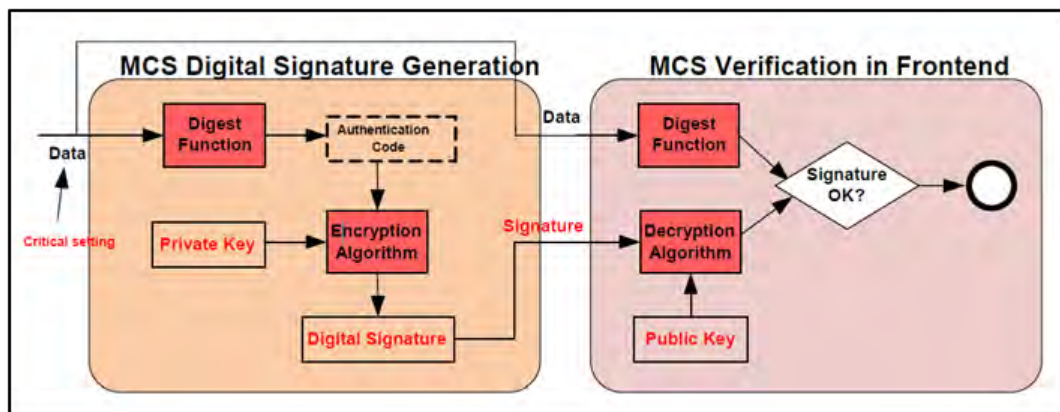 MCS Digital Signature Generation
MCS Verification in Frontend
Data
Critical setting
Digest
Function
Authentication
Code
Private Key
Encryption
Algorithm
Digital Signature
Data
Signature
Digest
Function
Decryption
Algorithm
Public Key
Signature
OK?